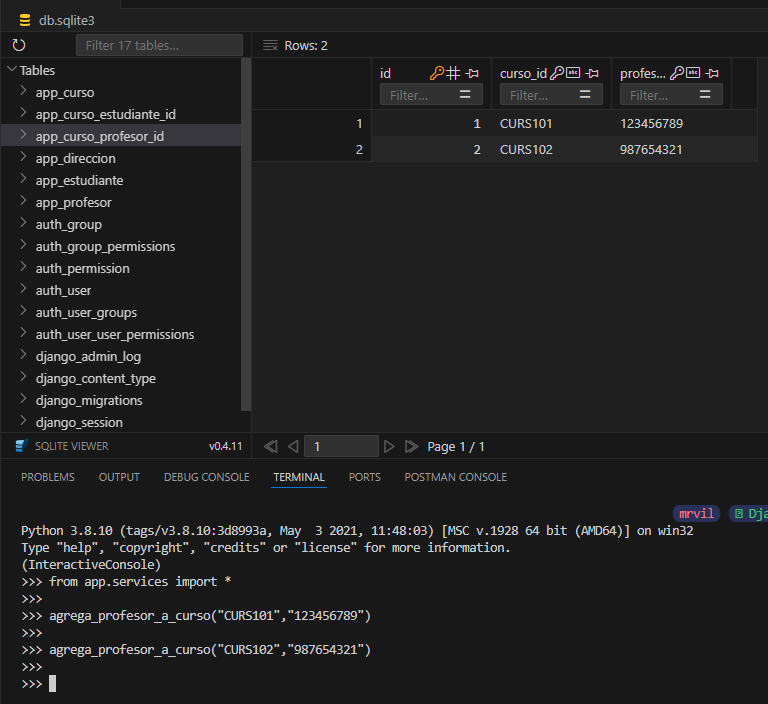 db.sqlite3
Filter 17 tables...
Rows: 2
Tables
app_curso
app_curso_estudiante_id
app_curso_profesor_id
app_direccion
app_estudiante
app_profesor
auth_group
auth_group_permissions
auth_permission
auth_user
auth_user_groups
auth_user_user_permissions
django_admin_log
django_content_type
django_migrations
django_session
id curso_id profes...
Filter... Filter... Filter...
1 1 CURS101 123456789
2 2 CURS102 987654321
SQLITE VIEWER v0.4.11
1 Page 1 / 1
PROBLEMS OUTPUT DEBUG CONSOLE TERMINAL PORTS POSTMAN CONSOLE
mrvil Dja
Python 3.8.10 (tags/v3.8.10:3d8993a, May  3 2021, 11:48:03) [MSC v.1928 64 bit (AMD64)] on win32
Type "help", "copyright", "credits" or "license" for more information.
(InteractiveConsole)
>>> from app.services import *
>>>
>>> agrega_profesor_a_curso("CURS101","123456789")
>>>
>>> agrega_profesor_a_curso("CURS102","987654321")
>>>
>>>